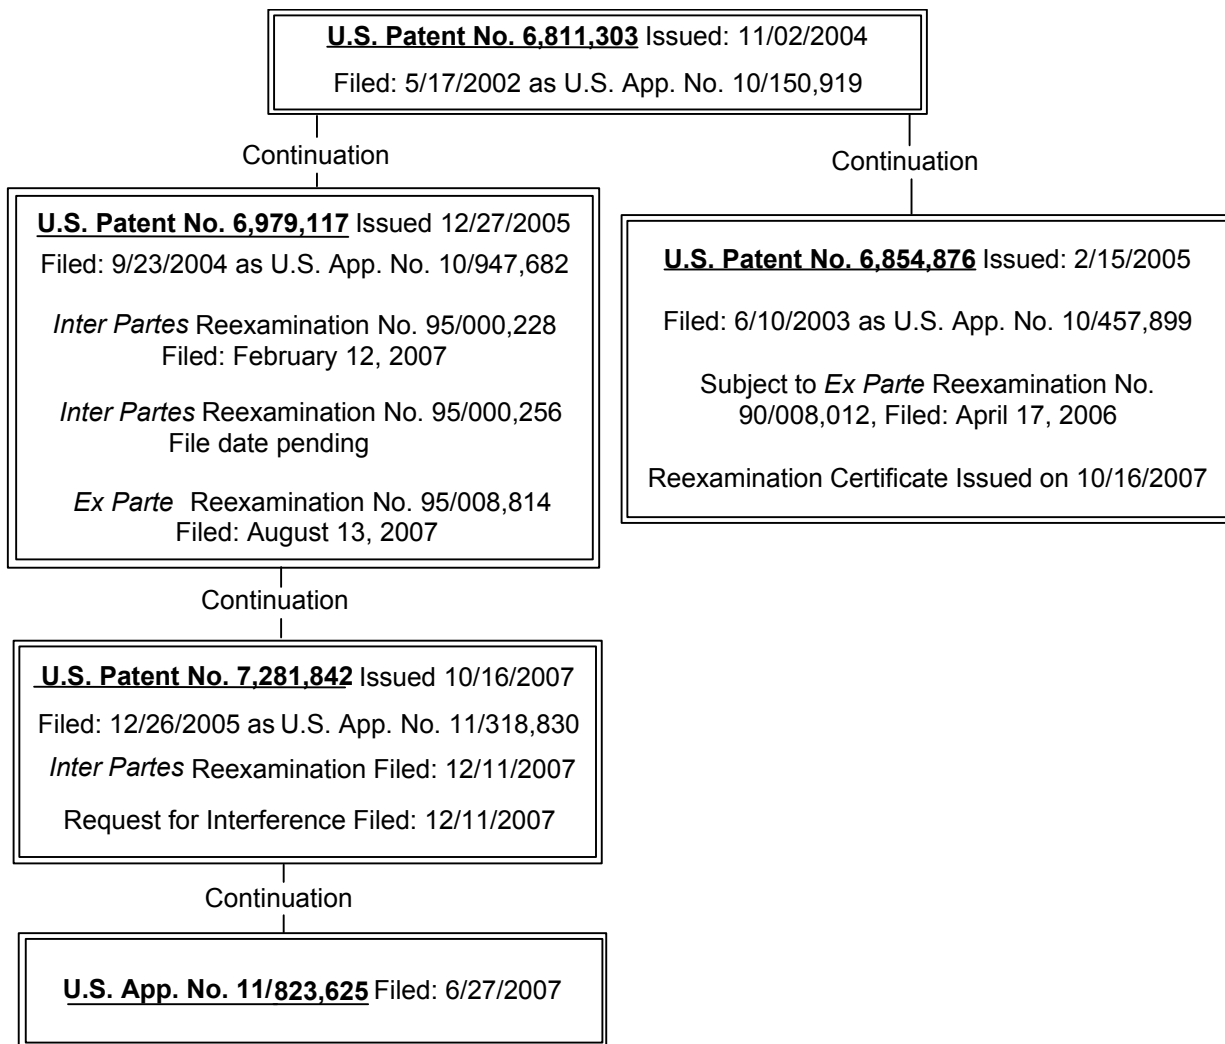 U.S. Patent No. 6,811,303 Issued: 11/02/2004
Filed: 5/17/2002 as U.S. App. No. 10/150,919
Continuation
Continuation
U.S. Patent No. 6,979,117 Issued 12/27/2005
Filed: 9/23/2004 as U.S. App. No. 10/947,682
Inter Partes Reexamination No. 95/000,228
Filed: February 12, 2007
Inter Partes Reexamination No. 95/000,256
File date pending
Ex Parte Reexamination No. 95/008,814
Filed: August 13, 2007
U.S. Patent No. 6,854,876 Issued: 2/15/2005
Filed: 6/10/2003 as U.S. App. No. 10/457,899
Subject to Ex Parte Reexamination No.
90/008,012, Filed: April 17, 2006
Reexamination Certificate Issued on 10/16/2007
Continuation
U.S. Patent No. 7,281,842 Issued 10/16/2007
Filed: 12/26/2005 as U.S. App. No. 11/318,830
Inter Partes Reexamination Filed: 12/11/2007
Request for Interference Filed: 12/11/2007
Continuation
U.S. App. No. 11/823,625 Filed: 6/27/2007